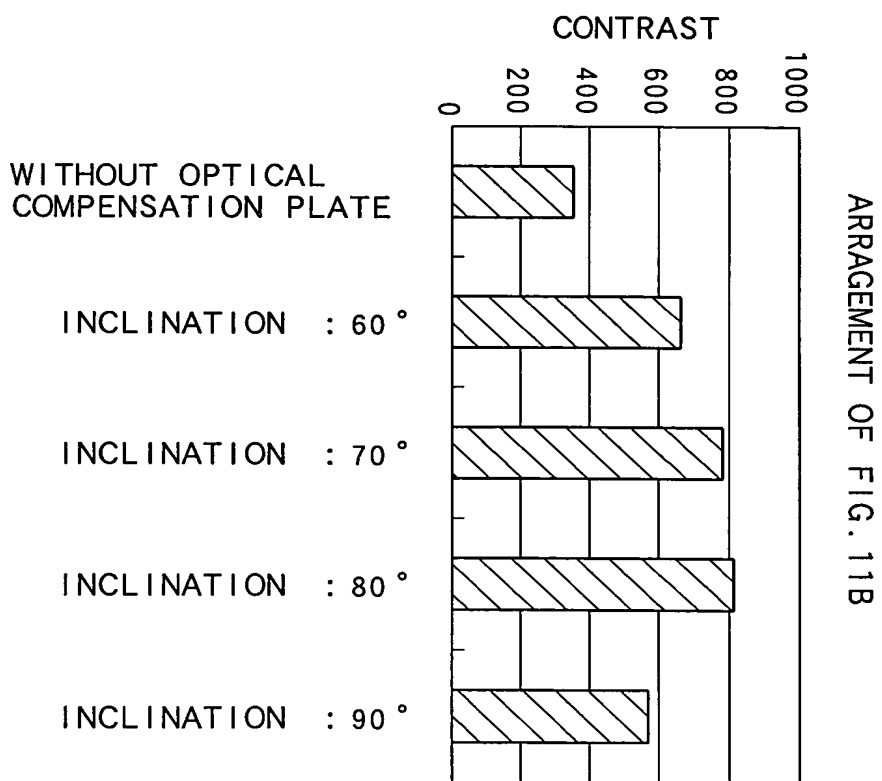 CONTRAST
0
200
400
600
800
1000
WITHOUT OPTICAL
COMPENSATION PLATE
INCLINATION : 60°
INCLINATION : 70°
INCLINATION : 80°
INCLINATION : 90°
ARRAGEMENT OF FIG. 11B